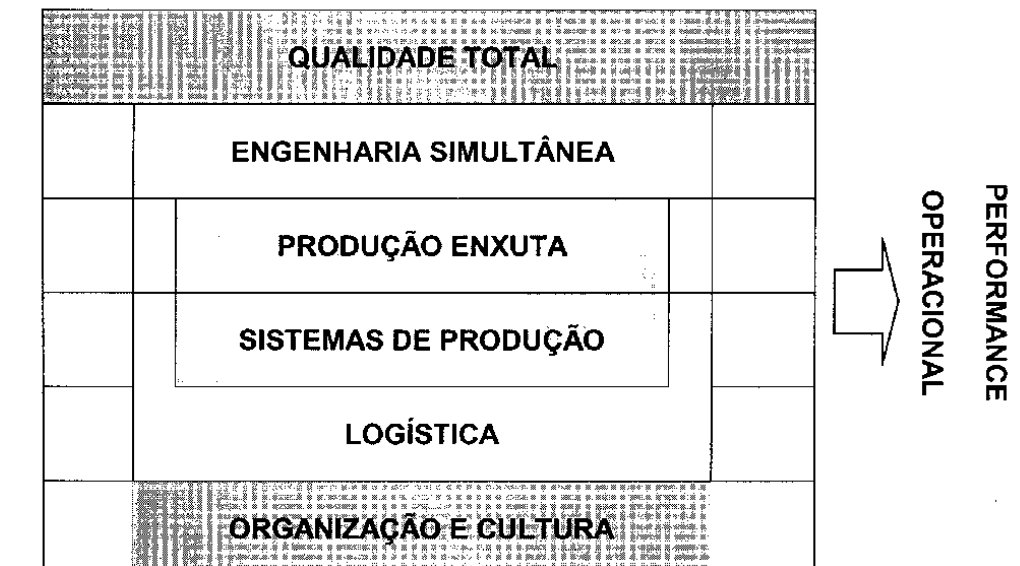 QUALIDADE TOTAL
ENGENHARIA SIMULTÂNEA
PRODUÇÃO ENXUTA
SISTEMAS DE PRODUÇÃO
LOGÍSTICA
ORGANIZAÇÃO E CULTURA
PERFORMANCE
OPERACIONAL